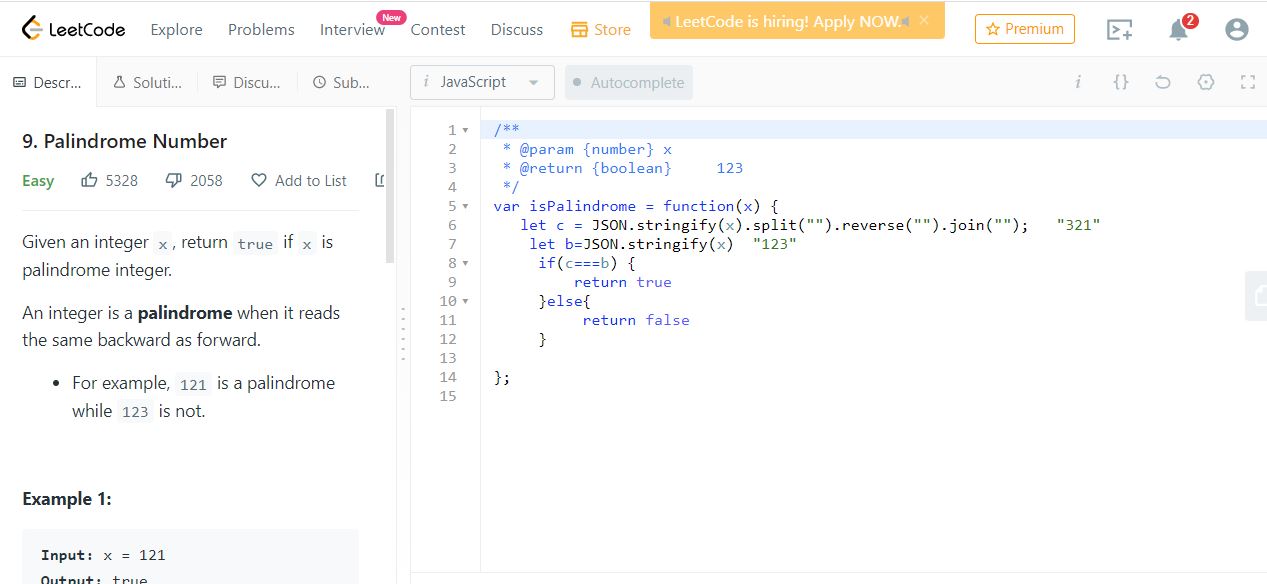 LeetCode Explore Problems Interview New Contest Discuss Store LeetCode is hiring! Apply NOW. Premium 2
Descr... Soluti... Discu... Sub... i JavaScript Autocomplete i {}
9. Palindrome Number
Easy 5328 2058 Add to List
Given an integer x, return true if x is
palindrome integer.
An integer is a palindrome when it reads
the same backward as forward.
• For example, 121 is a palindrome
while 123 is not.
Example 1:
Input: x = 121
Output: true
1 /**
2 * @param {number} x
3 * @return {boolean} 123
4 */
5 var isPalindrome = function(x) {
6 let c = JSON.stringify(x).split("").reverse("").join(""); "321"
7 let b=JSON.stringify(x) "123"
8 if(c===b) {
9 return true
10 }else{
11 return false
12 }
13
14 };
15